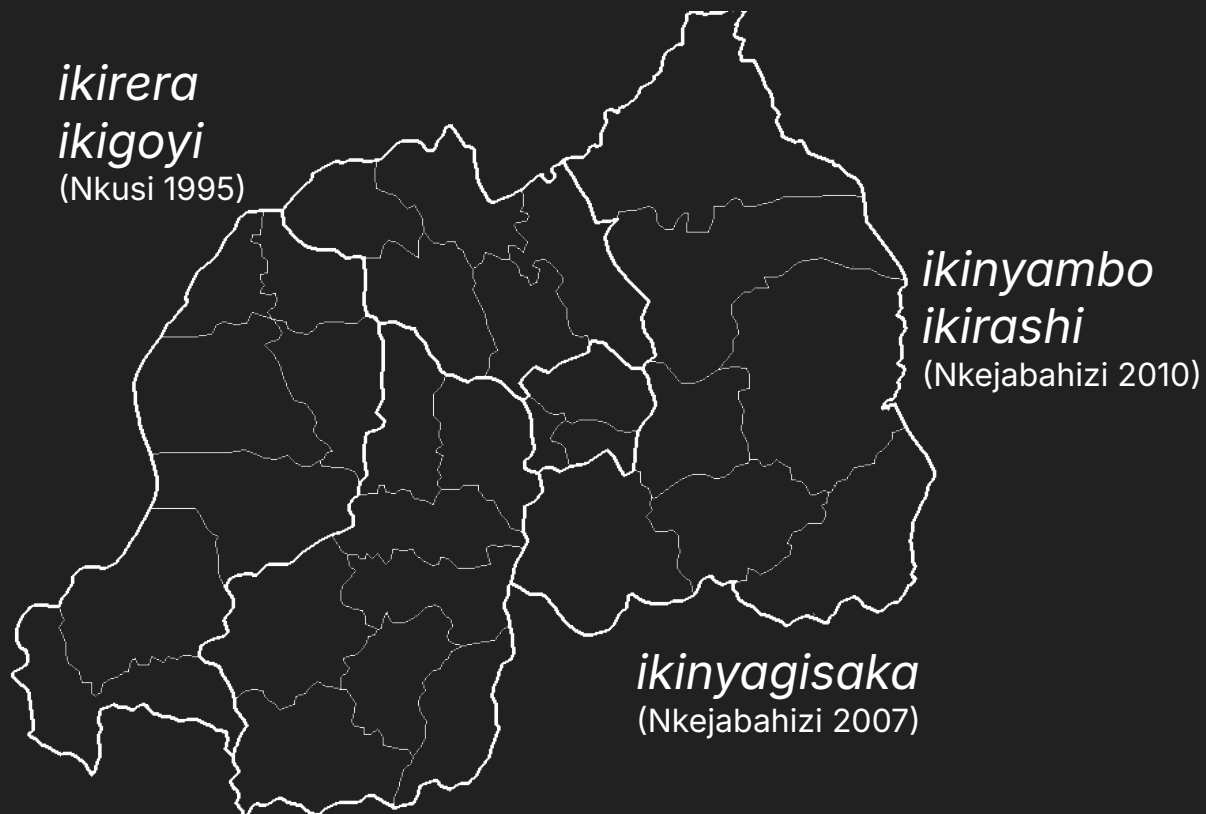 ikirera
ikigoyi
(Nkusi 1995)
ikinyambo
ikirashi
(Nkejabahizi 2010)
ikinyagisaka
(Nkejabahizi 2007)